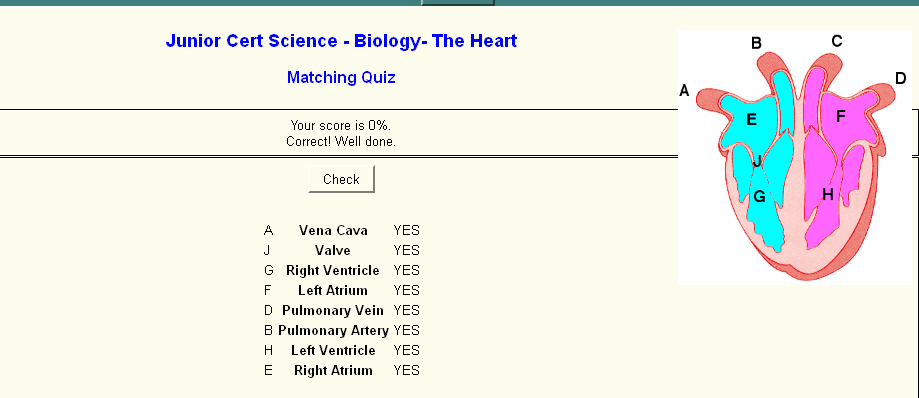 Junior Cert Science - Biology- The Heart
Matching Quiz
Your score is 0%.
Correct! Well done.
Check
A Vena Cava YES
J Valve YES
G Right Ventricle YES
F Left Atrium YES
D Pulmonary Vein YES
B Pulmonary Artery YES
H Left Ventricle YES
E Right Atrium YES
B C
A D
E F
J
G H